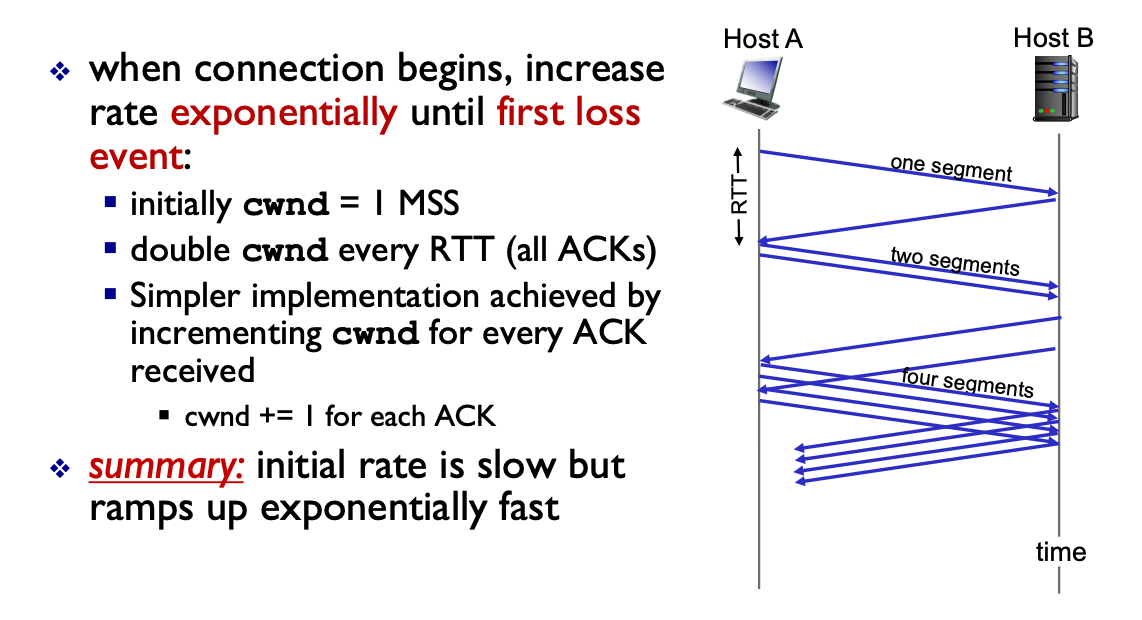 ❖ when connection begins, increase
rate exponentially until first loss
event:
▪ initially cwnd = 1 MSS
▪ double cwnd every RTT (all ACKs)
▪ Simpler implementation achieved by
incrementing cwnd for every ACK
received
▪ cwnd += 1 for each ACK
❖ summary: initial rate is slow but
ramps up exponentially fast
Host A
Host B
RTT
one segment
two segments
four segments
time